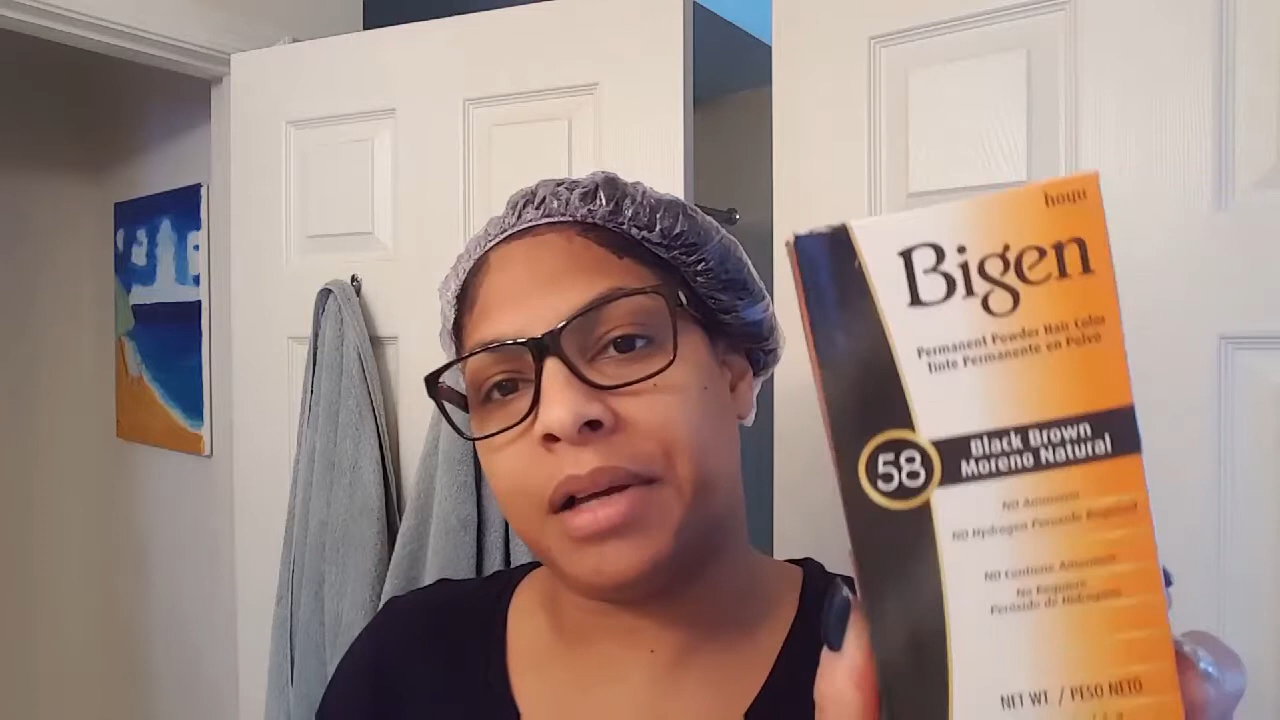 hoyu
Bigen
Permanent Powder Hair Color
Tinte Permanente en Polvo
58
Black Brown
Moreno Natural
NO Ammonia
NO Hydrogen Peroxide Required
NO Contiene Amoniaco
No Requiere
Peróxido de Hidrógeno
NET WT. / PESO NETO